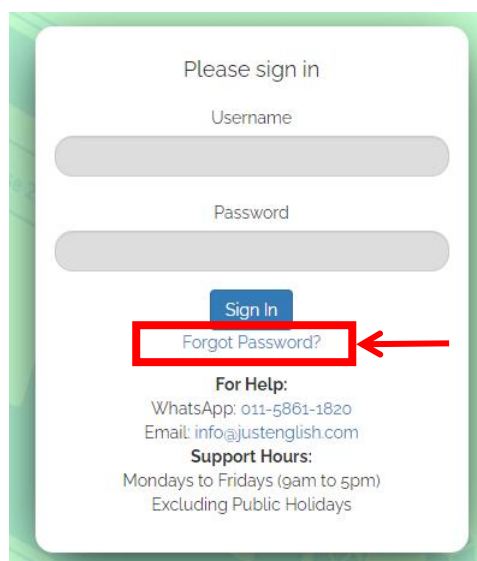 Please sign in
Username
Password
Sign In
Forgot Password?
For Help:
WhatsApp: 011-5861-1820
Email: info@justenglish.com
Support Hours:
Mondays to Fridays (9am to 5pm)
Excluding Public Holidays